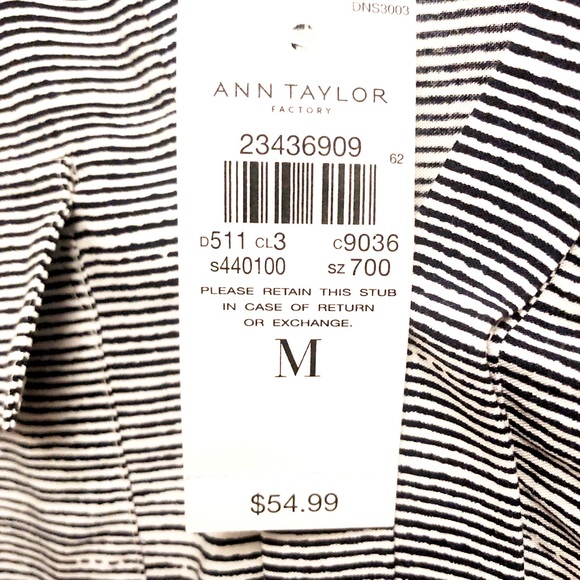 DNS3003
ANN TAYLOR
FACTORY
23436909
62
D511 CL3 C9036
S440100 SZ 700
PLEASE RETAIN THIS STUB
IN CASE OF RETURN
OR EXCHANGE.
M
$54.99